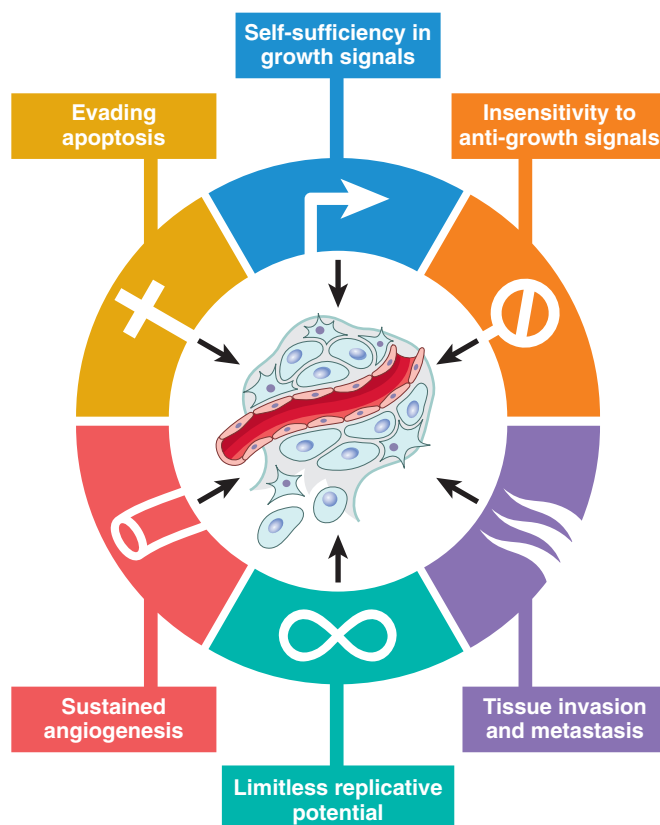 Self-sufficiency in
growth signals
Evading
apoptosis
Insensitivity to
anti-growth signals
Sustained
angiogenesis
Tissue invasion
and metastasis
Limitless replicative
potential